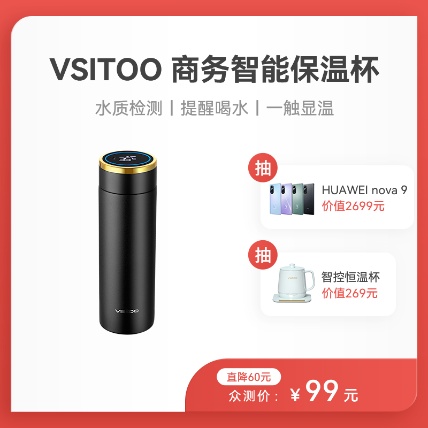 VSITOO 商务智能保温杯
水质检测丨提醒喝水丨一触显温
抽
HUAWEI nova 9
价值2699元
抽
智控恒温杯
价值269元
VSITOO
直降60元
众测价：¥99元